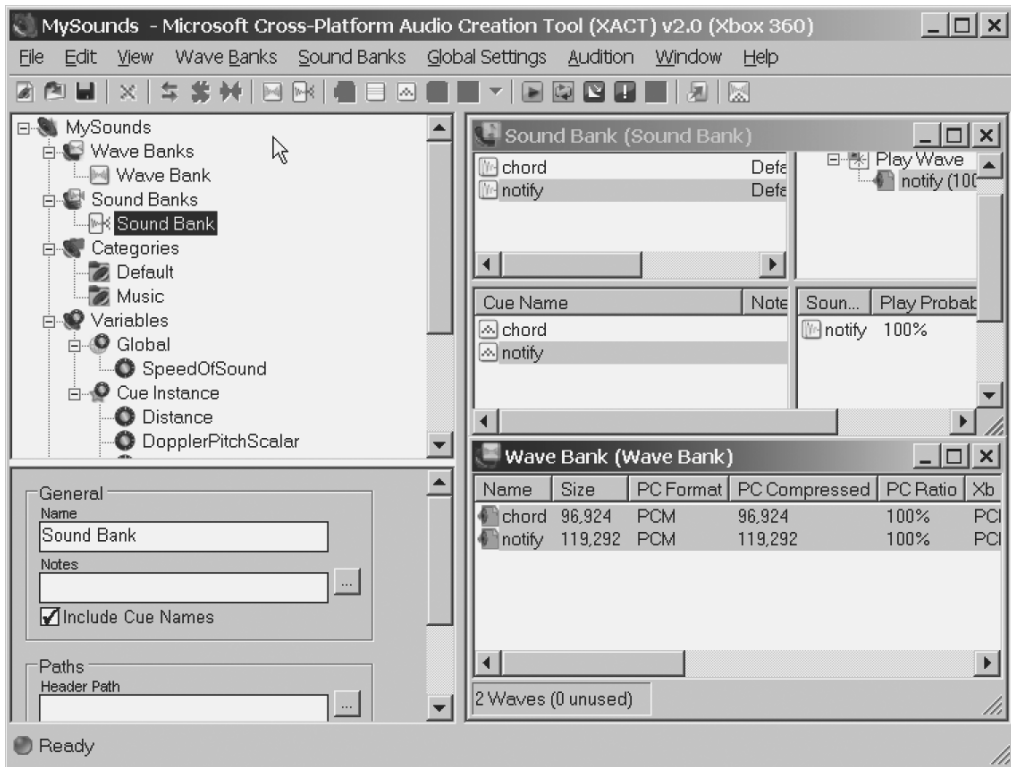 MySounds - Microsoft Cross-Platform Audio Creation Tool (XACT) v2.0 (Xbox 360)
File Edit View Wave Banks Sound Banks Global Settings Audition Window Help
MySounds
Wave Banks
Wave Bank
Sound Banks
Sound Bank
Categories
Default
Music
Variables
Global
SpeedOfSound
Cue Instance
Distance
DopplerPitchScalar
General
Name
Sound Bank
Notes
...
Include Cue Names
Paths
Header Path
...
Sound Bank (Sound Bank)
chord Defa
notify Defa
Play Wave
notify (100
Cue Name Note
chord
notify
Soun... Play Probab
notify 100%
Wave Bank (Wave Bank)
Name Size PC Format PC Compressed PC Ratio Xb
chord 96,924 PCM 96,924 100% PCI
notify 119,292 PCM 119,292 100% PCI
2 Waves (0 unused)
Ready